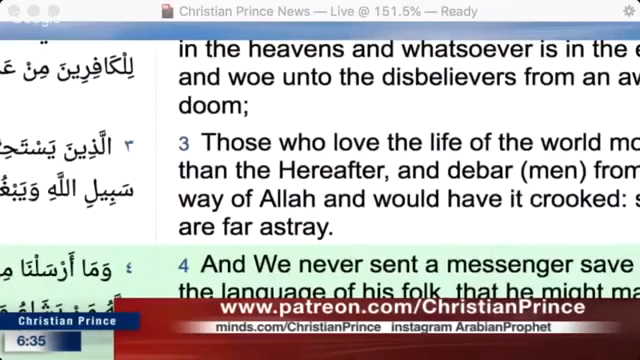 Christian Prince News — Live @ 151.5% — Ready
Google
in the heavens and whatsoever is in the
لِلْكَافِرِينَ مِنْ
and woe unto the disbelievers from an
doom;
٣ الَّذِينَ
3 Those who love the life of the world
than the Hereafter, and debar (men) from
سَبِيلِ اللَّهِ
way of Allah and would have it crooked:
are far astray.
٤ وَمَا أَرْسَلْنَا
4 And We never sent a messenger save
the language of his folk, that he might
www.patreon.com/ChristianPrince
Christian Prince
minds.com/ChristianPrince instagram ArabianProphet
6:35